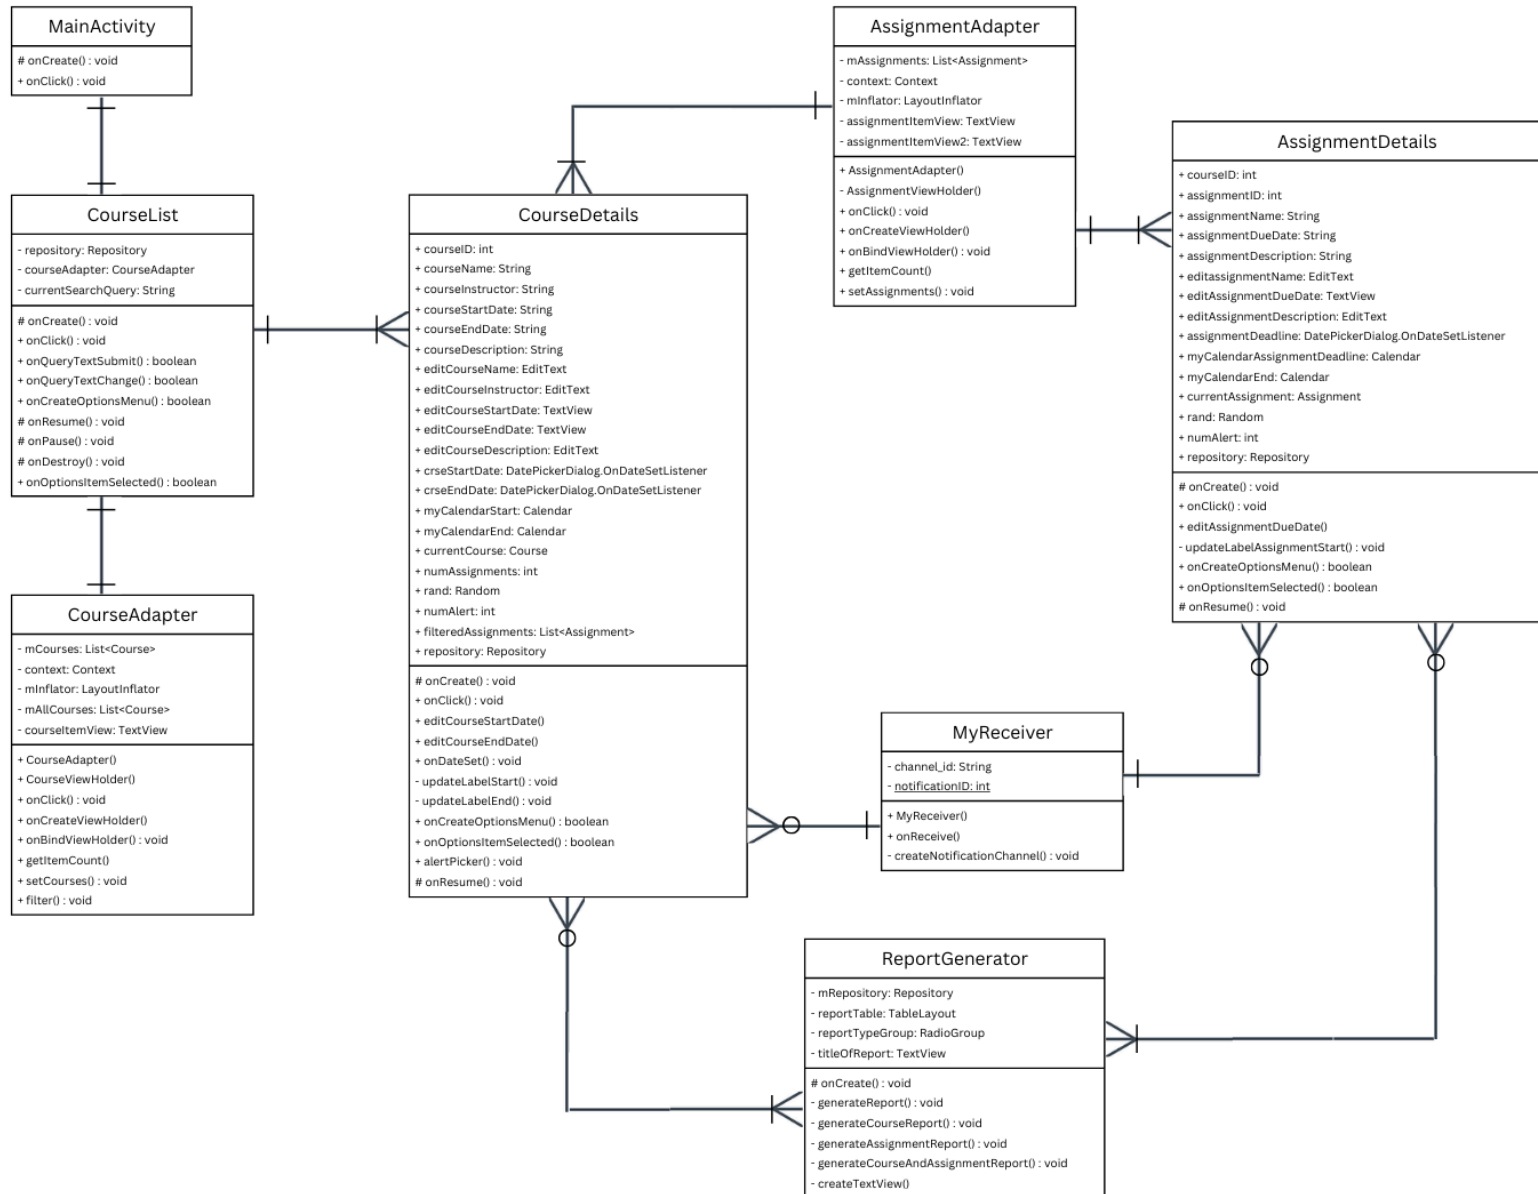 MainActivity
# onCreate() : void
+ onClick() : void
CourseList
- repository: Repository
- courseAdapter: CourseAdapter
- currentSearchQuery: String
# onCreate() : void
+ onClick() : void
+ onQueryTextSubmit() : boolean
+ onQueryTextChange() : boolean
+ onCreateOptionsMenu() : boolean
# onResume() : void
# onPause() : void
# onDestroy() : void
+ onOptionsItemSelected() : boolean
CourseAdapter
- mCourses: List<Course>
- context: Context
- mInflator: LayoutInflator
- mAllCourses: List<Course>
- courseItemView: TextView
+ CourseAdapter()
+ CourseViewHolder()
+ onClick() : void
+ onCreateViewHolder()
+ onBindViewHolder() : void
+ getItemCount()
+ setCourses() : void
+ filter() : void
CourseDetails
+ courseID: int
+ courseName: String
+ courseInstructor: String
+ courseStartDate: String
+ courseEndDate: String
+ courseDescription: String
+ editCourseName: EditText
+ editCourseInstructor: EditText
+ editCourseStartDate: TextView
+ editCourseEndDate: TextView
+ editCourseDescription: EditText
+ crseStartDate: DatePickerDialog.OnDateSetListener
+ crseEndDate: DatePickerDialog.OnDateSetListener
+ myCalendarStart: Calendar
+ myCalendarEnd: Calendar
+ currentCourse: Course
+ numAssignments: int
+ rand: Random
+ numAlert: int
+ filteredAssignments: List<Assignment>
+ repository: Repository
# onCreate() : void
+ onClick() : void
+ editCourseStartDate()
+ editCourseEndDate()
+ onDateSet() : void
- updateLabelStart() : void
- updateLabelEnd() : void
+ onCreateOptionsMenu() : boolean
+ onOptionsItemSelected() : boolean
+ alertPicker() : void
# onResume() : void
AssignmentAdapter
- mAssignments: List<Assignment>
- context: Context
- mInflator: LayoutInflator
- assignmentItemView: TextView
- assignmentItemView2: TextView
+ AssignmentAdapter()
- AssignmentViewHolder()
+ onClick() : void
+ onCreateViewHolder()
+ onBindViewHolder() : void
+ getItemCount()
+ setAssignments() : void
AssignmentDetails
+ courseID: int
+ assignmentID: int
+ assignmentName: String
+ assignmentDueDate: String
+ assignmentDescription: String
+ editassignmentName: EditText
+ editAssignmentDueDate: TextView
+ editAssignmentDescription: EditText
+ assignmentDeadline: DatePickerDialog.OnDateSetListener
+ myCalendarAssignmentDeadline: Calendar
+ myCalendarEnd: Calendar
+ currentAssignment: Assignment
+ rand: Random
+ numAlert: int
+ repository: Repository
# onCreate() : void
+ onClick() : void
+ editAssignmentDueDate()
- updateLabelAssignmentStart() : void
+ onCreateOptionsMenu() : boolean
+ onOptionsItemSelected() : boolean
# onResume() : void
MyReceiver
- channel_id: String
- notificationID: int
+ MyReceiver()
+ onReceive()
- createNotificationChannel() : void
ReportGenerator
- mRepository: Repository
- reportTable: TableLayout
- reportTypeGroup: RadioGroup
- titleOfReport: TextView
# onCreate() : void
- generateReport() : void
- generateCourseReport() : void
- generateAssignmentReport() : void
- generateCourseAndAssignmentReport() : void
- createTextView()